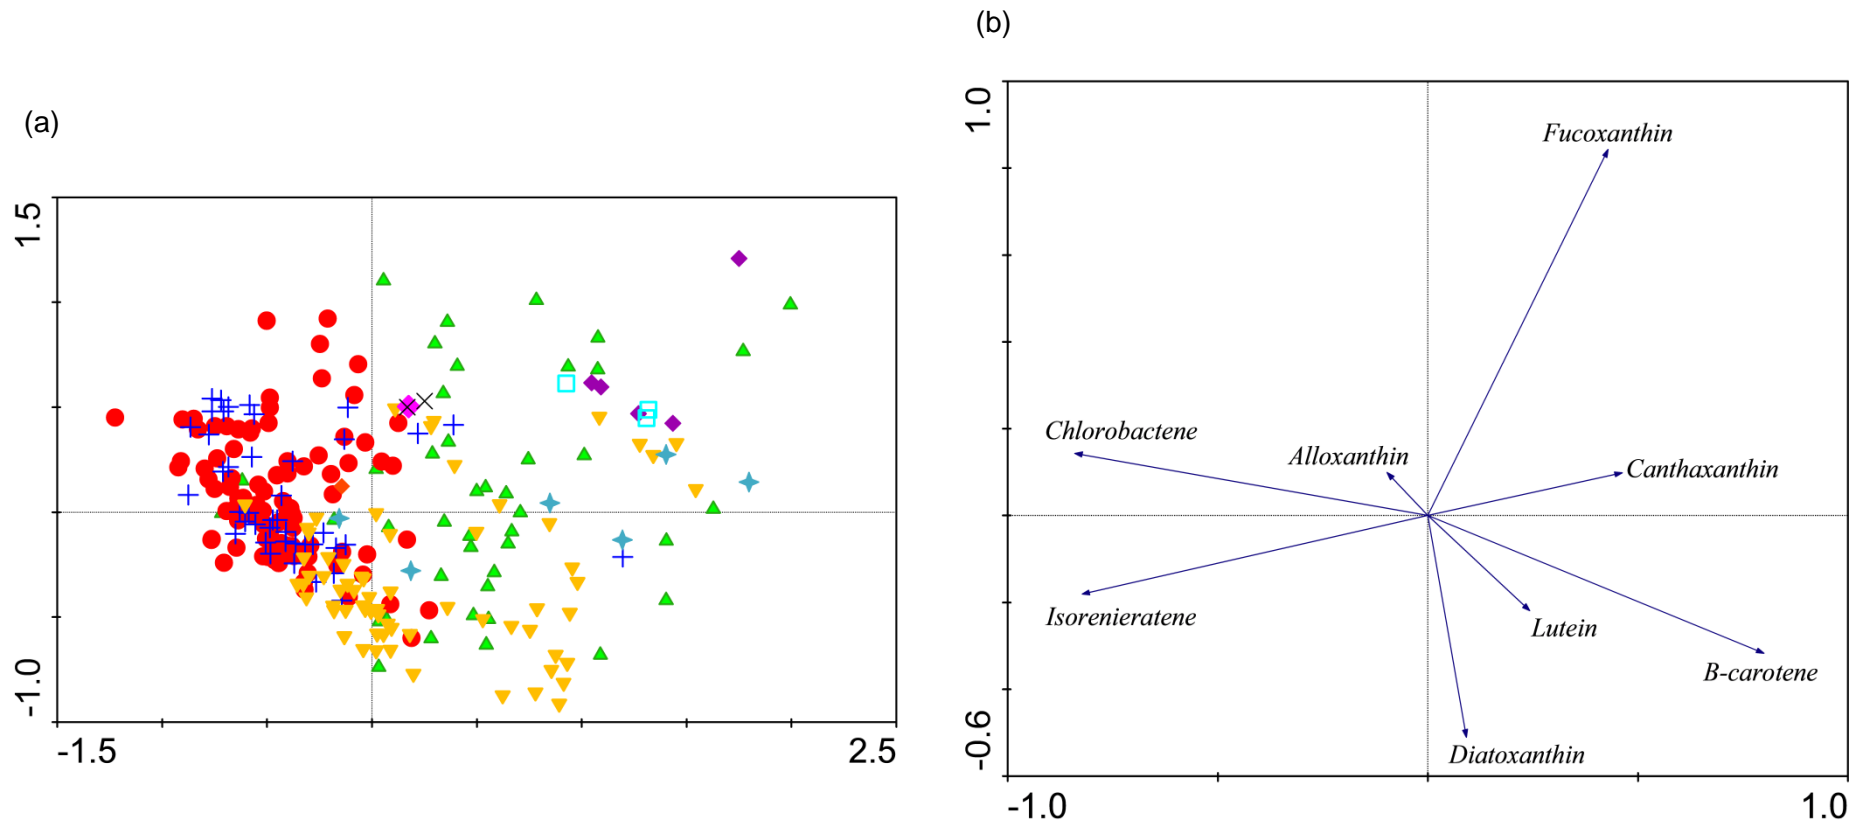 (a)
1.5
-1.0
-1.5
2.5
(b)
1.0
-0.6
Fucoxanthin
Chlorobactene
Alloxanthin
Canthaxanthin
Isorenieratene
Lutein
B-carotene
Diatoxanthin
-1.0
1.0